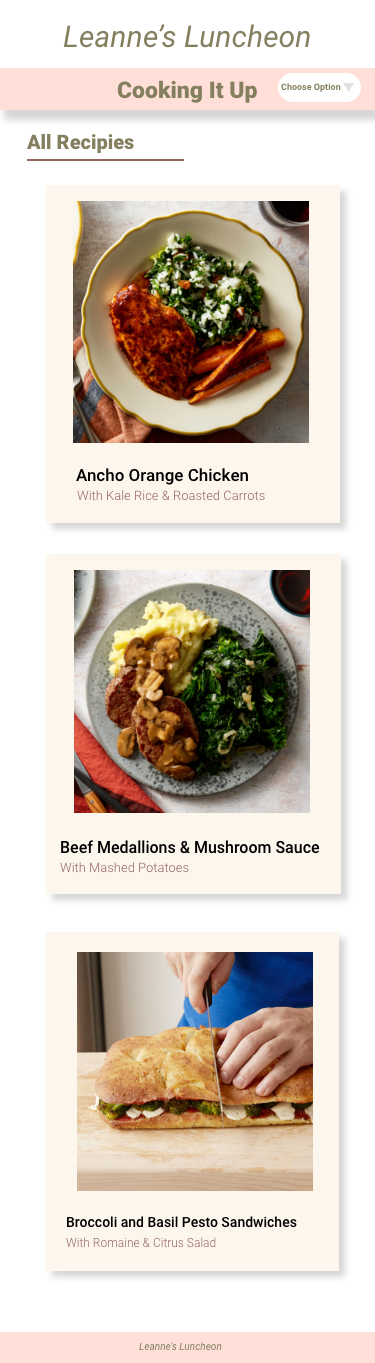 Leanne’s Luncheon
Cooking It Up
Choose Option
All Recipies
Ancho Orange Chicken
With Kale Rice & Roasted Carrots
Beef Medallions & Mushroom Sauce
With Mashed Potatoes
Broccoli and Basil Pesto Sandwiches
With Romaine & Citrus Salad
Leanne's Luncheon